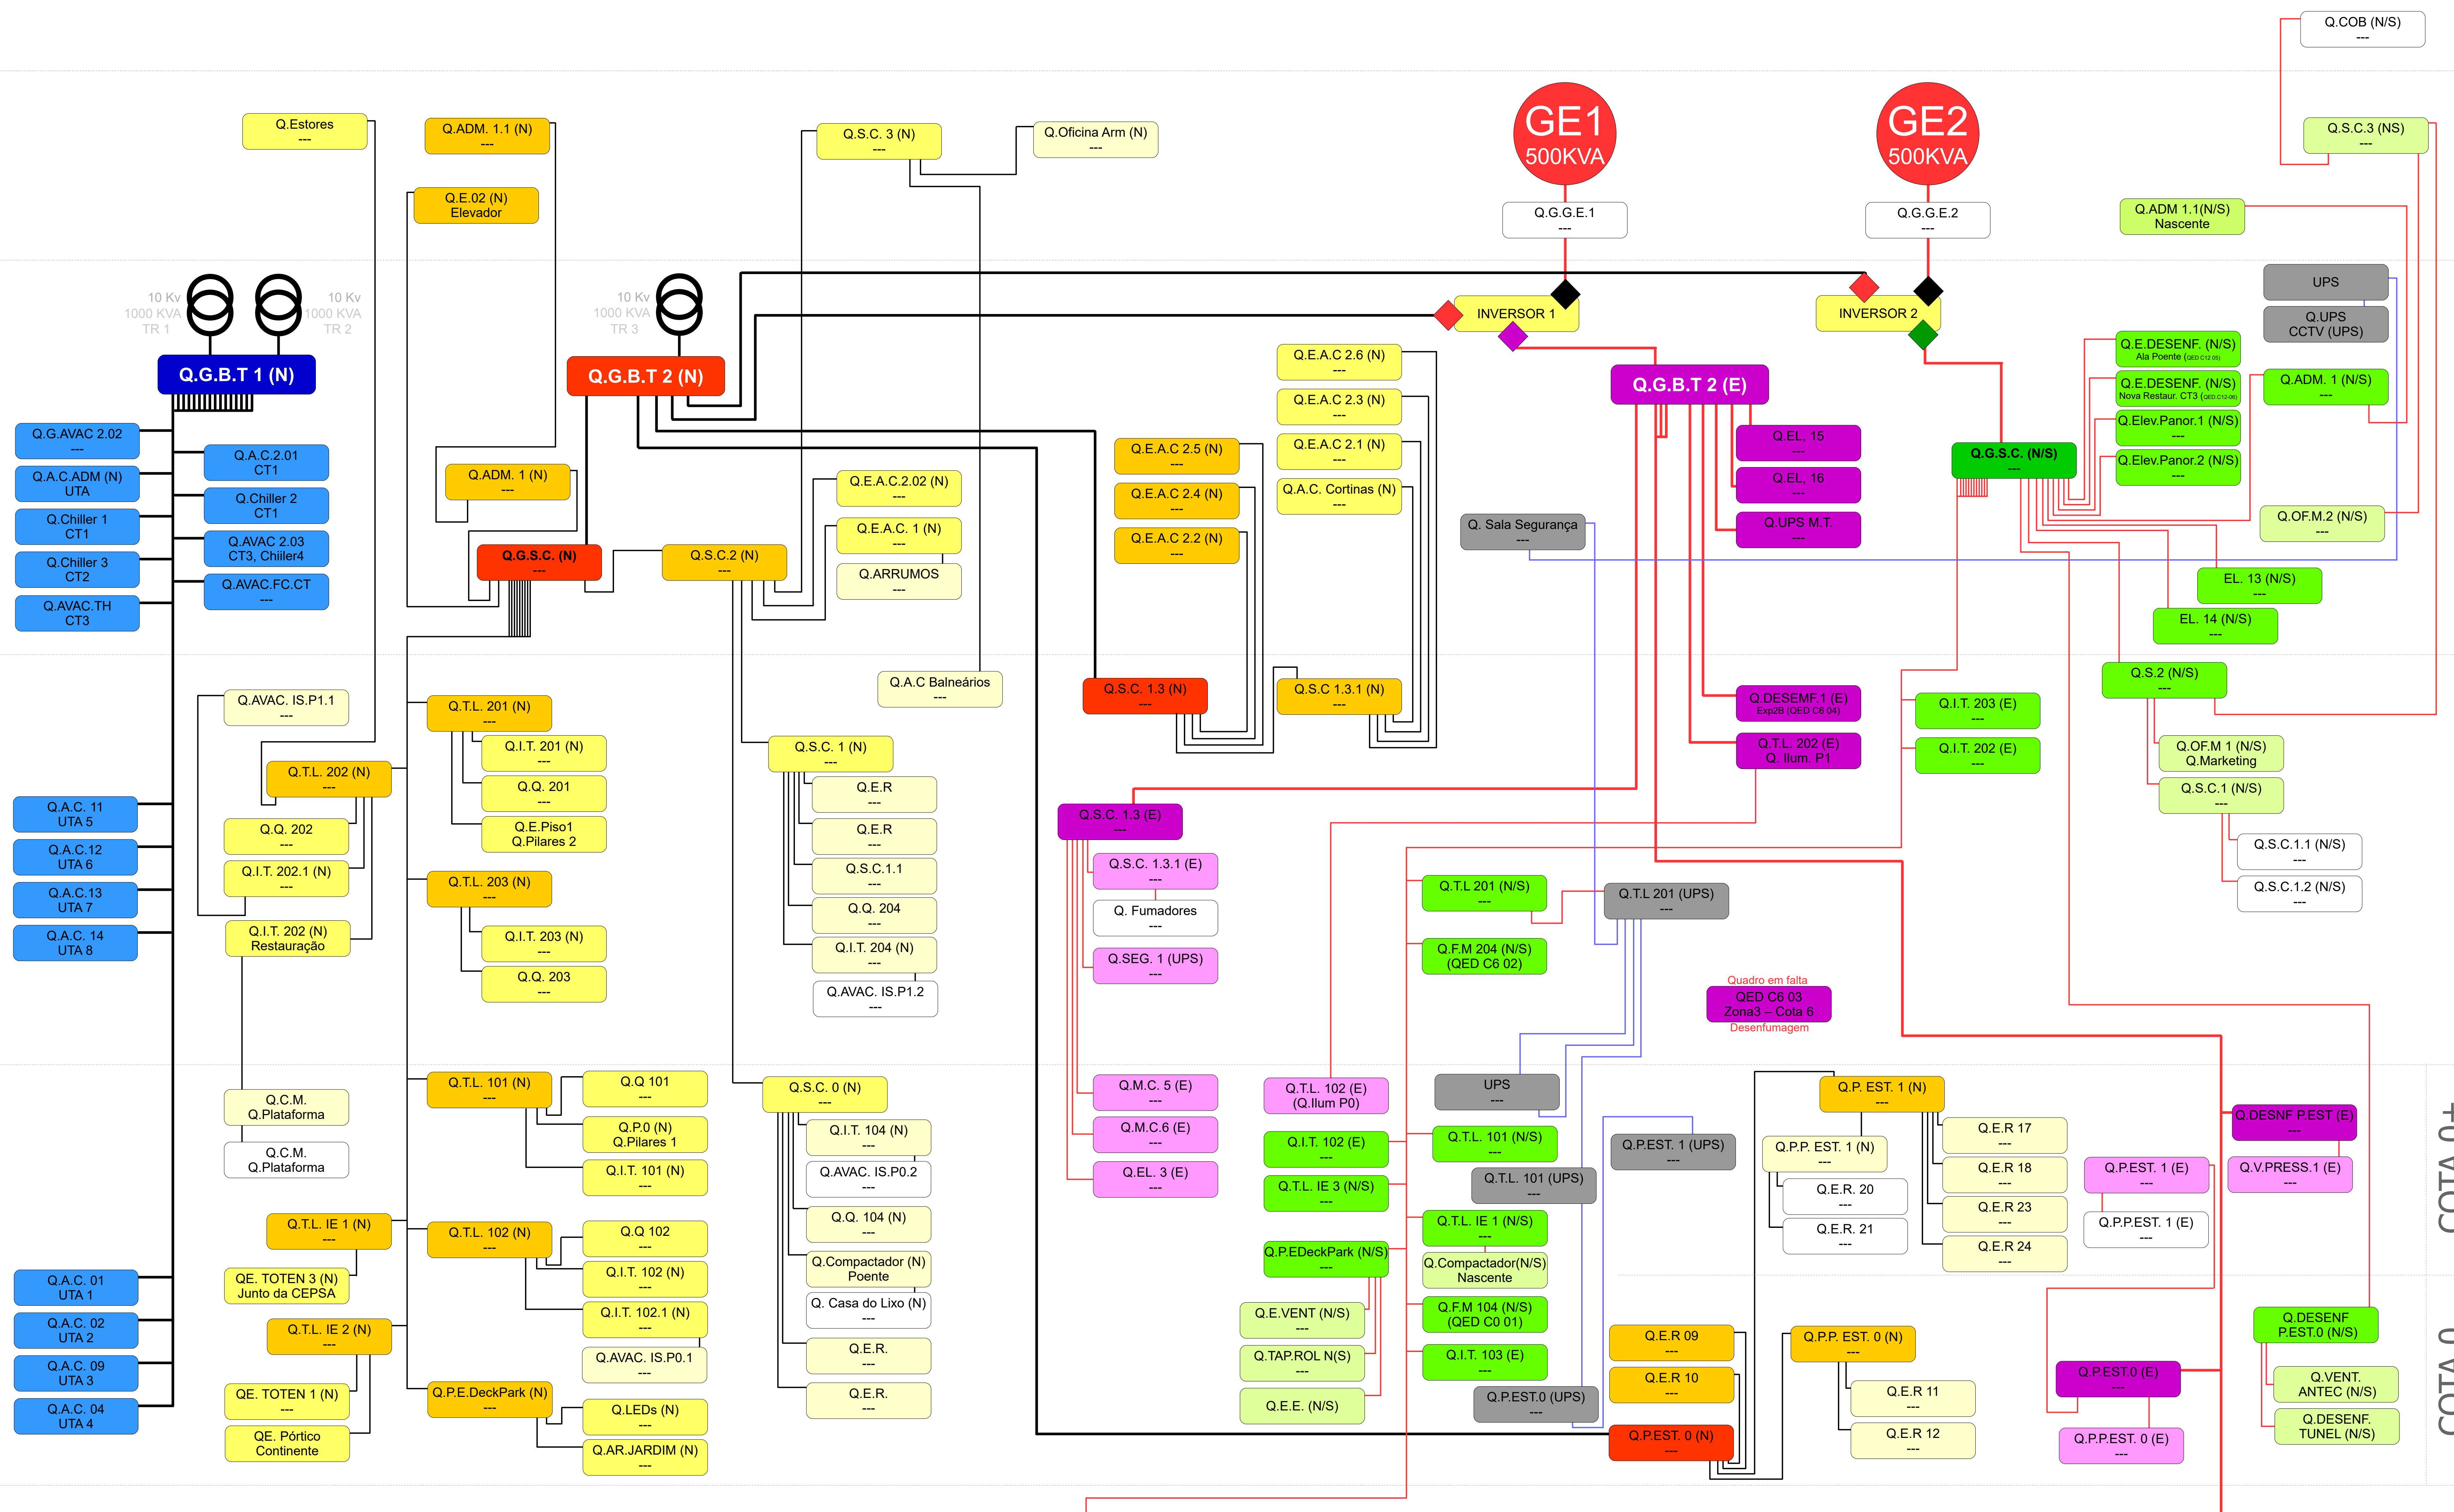 Q.COB (N/S)
---
GE1
500KVA
GE2
500KVA
Q.Estores
---
Q.ADM. 1.1 (N)
---
Q.S.C. 3 (N)
---
Q.Oficina Arm (N)
---
Q.S.C.3 (NS)
---
Q.E.02 (N)
Elevador
Q.G.G.E.1
---
Q.G.G.E.2
---
Q.ADM 1.1(N/S)
Nascente
10 Kv
1000 KVA
TR 1
10 Kv
1000 KVA
TR 2
10 Kv
1000 KVA
TR 3
INVERSOR 1
INVERSOR 2
UPS
Q.UPS
CCTV (UPS)
Q.G.B.T 1 (N)
Q.G.B.T 2 (N)
Q.G.B.T 2 (E)
Q.E.A.C 2.6 (N)
---
Q.E.A.C 2.3 (N)
---
Q.E.A.C 2.1 (N)
---
Q.A.C. Cortinas (N)
---
Q.E.DESENF. (N/S)
Ala Poente (QED C12 05)
Q.E.DESENF. (N/S)
Nova Restaur. CT3 (QED.C12-06)
Q.Elev.Panor.1 (N/S)
---
Q.Elev.Panor.2 (N/S)
---
Q.ADM. 1 (N/S)
---
Q.G.AVAC 2.02
---
Q.A.C.ADM (N)
UTA
Q.Chiller 1
CT1
Q.Chiller 3
CT2
Q.AVAC.TH
CT3
Q.A.C.2.01
CT1
Q.Chiller 2
CT1
Q.AVAC 2.03
CT3, Chiiler4
Q.AVAC.FC.CT
---
Q.ADM. 1 (N)
---
Q.G.S.C. (N)
---
Q.S.C.2 (N)
---
Q.E.A.C.2.02 (N)
---
Q.E.A.C. 1 (N)
---
Q.ARRUMOS
---
Q.E.A.C 2.5 (N)
---
Q.E.A.C 2.4 (N)
---
Q.E.A.C 2.2 (N)
---
Q. Sala Segurança
---
Q.EL, 15
---
Q.EL, 16
---
Q.UPS M.T.
---
Q.G.S.C. (N/S)
---
Q.OF.M.2 (N/S)
---
EL. 13 (N/S)
---
EL. 14 (N/S)
---
Q.AVAC. IS.P1.1
---
Q.T.L. 201 (N)
---
Q.I.T. 201 (N)
---
Q.Q. 201
---
Q.E.Piso1
Q.Pilares 2
Q.T.L. 202 (N)
---
Q.Q. 202
---
Q.I.T. 202.1 (N)
---
Q.I.T. 202 (N)
Restauração
Q.T.L. 203 (N)
---
Q.I.T. 203 (N)
---
Q.Q. 203
---
Q.A.C Balneários
---
Q.S.C. 1 (N)
---
Q.E.R
---
Q.E.R
---
Q.S.C.1.1
---
Q.Q. 204
---
Q.I.T. 204 (N)
---
Q.AVAC. IS.P1.2
---
Q.S.C. 1.3 (N)
---
Q.S.C 1.3.1 (N)
---
Q.S.C. 1.3 (E)
---
Q.S.C. 1.3.1 (E)
---
Q. Fumadores
---
Q.SEG. 1 (UPS)
---
Q.DESEMF.1 (E)
Exp2B (QED C6 04)
Q.T.L. 202 (E)
Q. Ilum. P1
Q.I.T. 203 (E)
---
Q.I.T. 202 (E)
---
Q.S.2 (N/S)
---
Q.OF.M 1 (N/S)
Q.Marketing
Q.S.C.1 (N/S)
---
Q.S.C.1.1 (N/S)
---
Q.S.C.1.2 (N/S)
---
Q.T.L 201 (N/S)
---
Q.T.L 201 (UPS)
---
Q.F.M 204 (N/S)
(QED C6 02)
Quadro em falta
QED C6 03
Zona3 – Cota 6
Desenfumagem
Q.A.C. 11
UTA 5
Q.A.C.12
UTA 6
Q.A.C.13
UTA 7
Q.A.C. 14
UTA 8
Q.C.M.
Q.Plataforma
Q.C.M.
Q.Plataforma
Q.T.L. 101 (N)
---
Q.Q 101
---
Q.P.0 (N)
Q.Pilares 1
Q.I.T. 101 (N)
---
Q.T.L. IE 1 (N)
---
QE. TOTEN 3 (N)
Junto da CEPSA
Q.T.L. IE 2 (N)
---
QE. TOTEN 1 (N)
---
QE. Pórtico
Continente
Q.T.L. 102 (N)
---
Q.Q 102
---
Q.I.T. 102 (N)
---
Q.I.T. 102.1 (N)
---
Q.AVAC. IS.P0.1
---
Q.P.E.DeckPark (N)
---
Q.LEDs (N)
---
Q.AR.JARDIM (N)
---
Q.S.C. 0 (N)
---
Q.I.T. 104 (N)
---
Q.AVAC. IS.P0.2
---
Q.Q. 104 (N)
---
Q.Compactador (N)
Poente
Q. Casa do Lixo (N)
---
Q.E.R.
---
Q.E.R.
---
Q.M.C. 5 (E)
---
Q.M.C.6 (E)
---
Q.EL. 3 (E)
---
Q.T.L. 102 (E)
(Q.Ilum P0)
Q.I.T. 102 (E)
---
Q.T.L. IE 3 (N/S)
---
Q.P.EDeckPark (N/S)
---
Q.E.VENT (N/S)
---
Q.TAP.ROL N(S)
---
Q.E.E. (N/S)
UPS
---
Q.T.L. 101 (N/S)
---
Q.T.L. 101 (UPS)
---
Q.T.L. IE 1 (N/S)
---
Q.Compactador(N/S)
Nascente
Q.F.M 104 (N/S)
(QED C0 01)
Q.I.T. 103 (E)
---
Q.P.EST.0 (UPS)
---
Q.P.EST. 1 (UPS)
---
Q.P. EST. 1 (N)
---
Q.P.P. EST. 1 (N)
---
Q.E.R. 20
---
Q.E.R. 21
---
Q.E.R 17
---
Q.E.R 18
---
Q.E.R 23
---
Q.E.R 24
---
Q.P.EST. 1 (E)
---
Q.P.P.EST. 1 (E)
---
Q.DESNF P.EST (E)
---
Q.V.PRESS.1 (E)
---
Q.E.R 09
---
Q.E.R 10
---
Q.P.EST. 0 (N)
---
Q.P.P. EST. 0 (N)
---
Q.E.R 11
---
Q.E.R 12
---
Q.P.EST.0 (E)
---
Q.P.P.EST. 0 (E)
---
Q.DESENF
P.EST.0 (N/S)
Q.VENT.
ANTEC (N/S)
Q.DESENF.
TUNEL (N/S)
Q.A.C. 01
UTA 1
Q.A.C. 02
UTA 2
Q.A.C. 09
UTA 3
Q.A.C. 04
UTA 4
COTA 0+
COTA 0